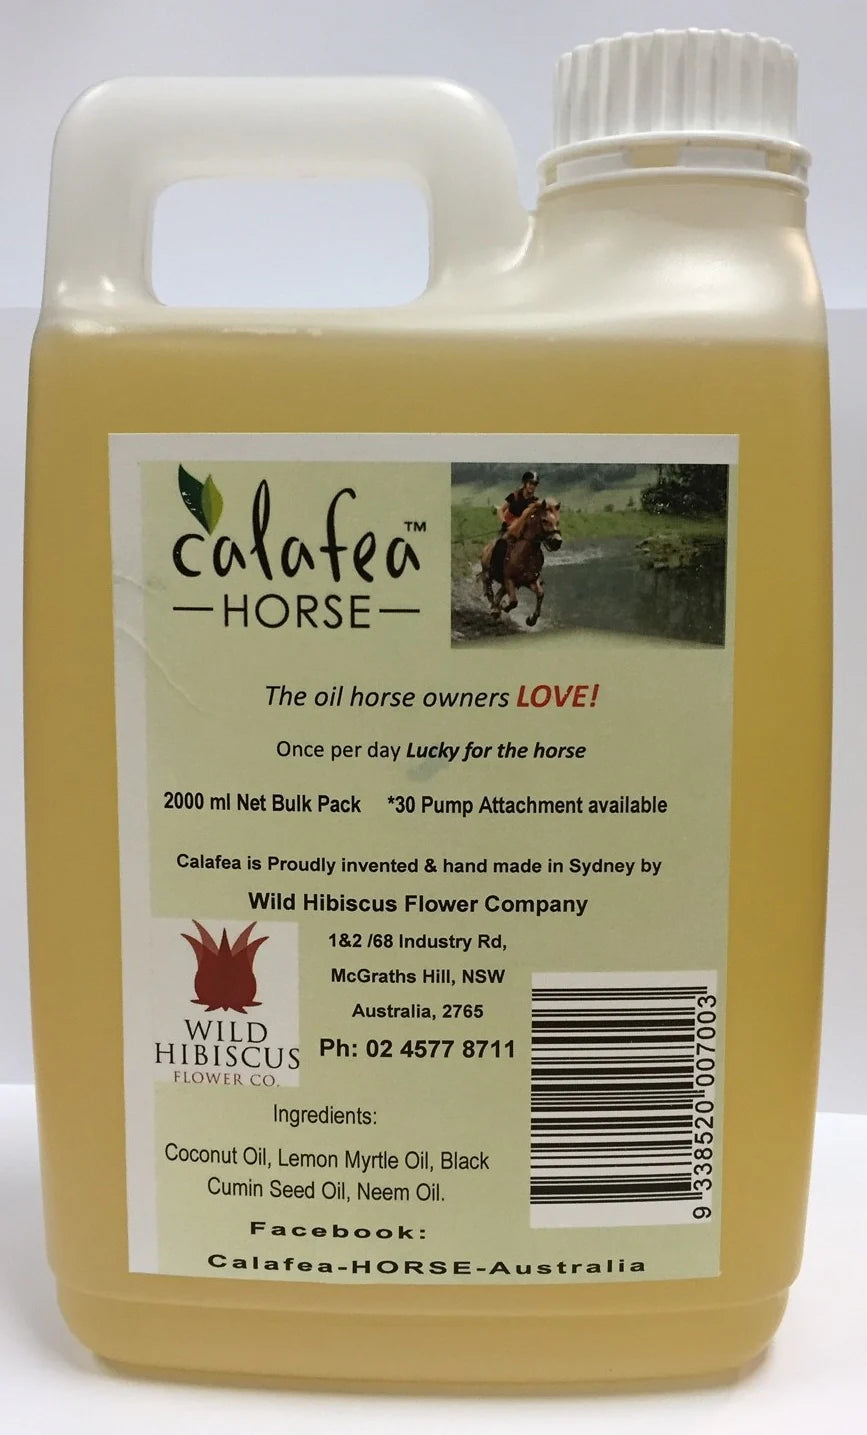 calafea™
HORSE
The oil horse owners LOVE!
Once per day Lucky for the horse
2000 ml Net Bulk Pack *30 Pump Attachment available
Calafea is Proudly invented & hand made in Sydney by
Wild Hibiscus Flower Company
1&2 /68 Industry Rd,
McGraths Hill, NSW
Australia, 2765
Ph: 02 4577 8711
WILD
HIBISCUS
FLOWER CO.
9 338520 007003
Ingredients:
Coconut Oil, Lemon Myrtle Oil, Black
Cumin Seed Oil, Neem Oil.
Facebook:
Calafea-HORSE-Australia